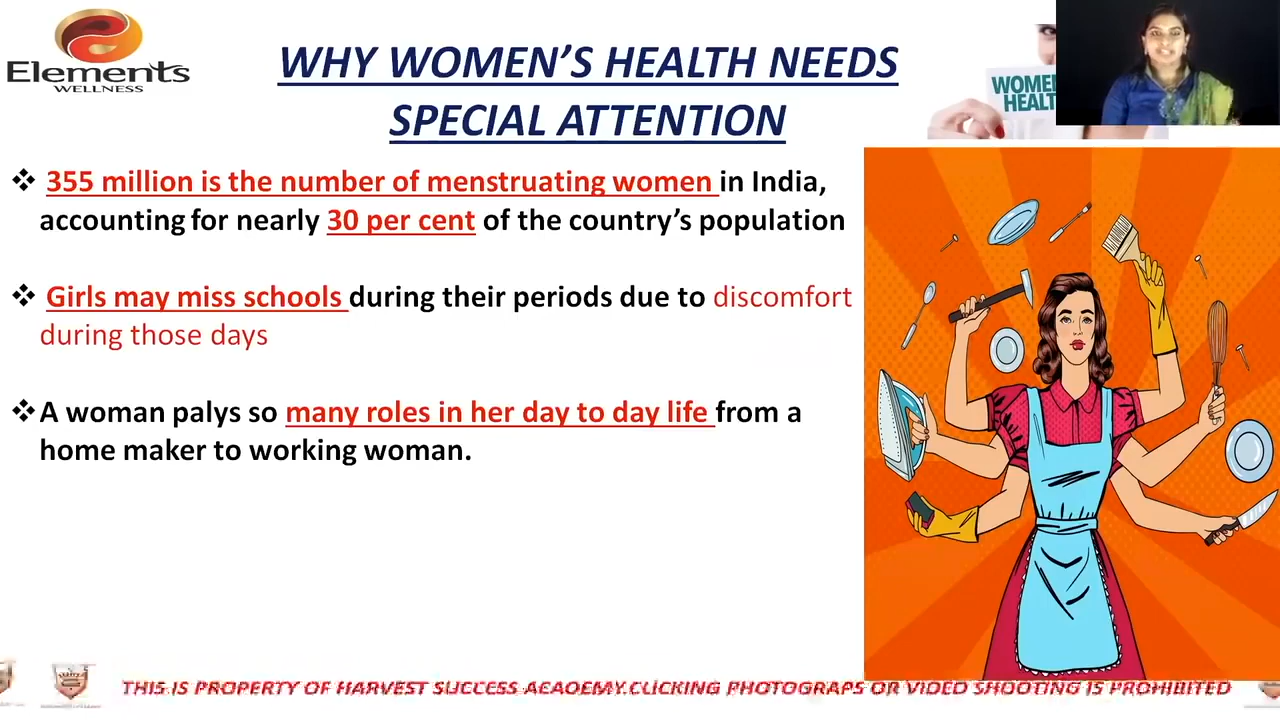 Elements
WELLNESS
WHY WOMEN'S HEALTH NEEDS
SPECIAL ATTENTION
WOMEN
HEALT
❖ 355 million is the number of menstruating women in India,
accounting for nearly 30 per cent of the country's population
❖ Girls may miss schools during their periods due to discomfort
during those days
❖A woman palys so many roles in her day to day life from a
home maker to working woman.
THIS IS PROPERTY OF HARVEST SUCCESS ACAOEMY.CLICKING PHOTOGRAPS OR VIDEO SHOOTING IS PROHIBITED